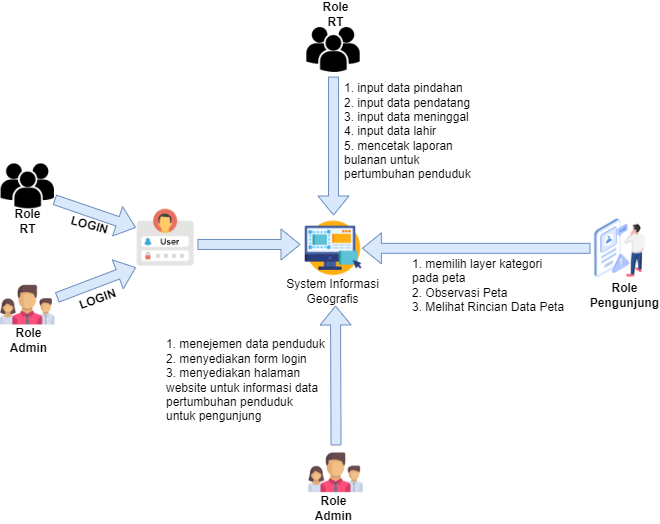 Role
RT
Role
RT
1. input data pindahan
2. input data pendatang
3. input data meninggal
4. input data lahir
5. mencetak laporan
bulanan untuk
pertumbuhan penduduk
Role
RT
LOGIN
User
LOGIN
Role
Admin
System Informasi
Geografis
1. memilih layer kategori
pada peta
2. Observasi Peta
3. Melihat Rincian Data Peta
Role
Pengunjung
1. menejemen data penduduk
2. menyediakan form login
3. menyediakan halaman
website untuk informasi data
pertumbuhan penduduk
untuk pengunjung
Role
Admin